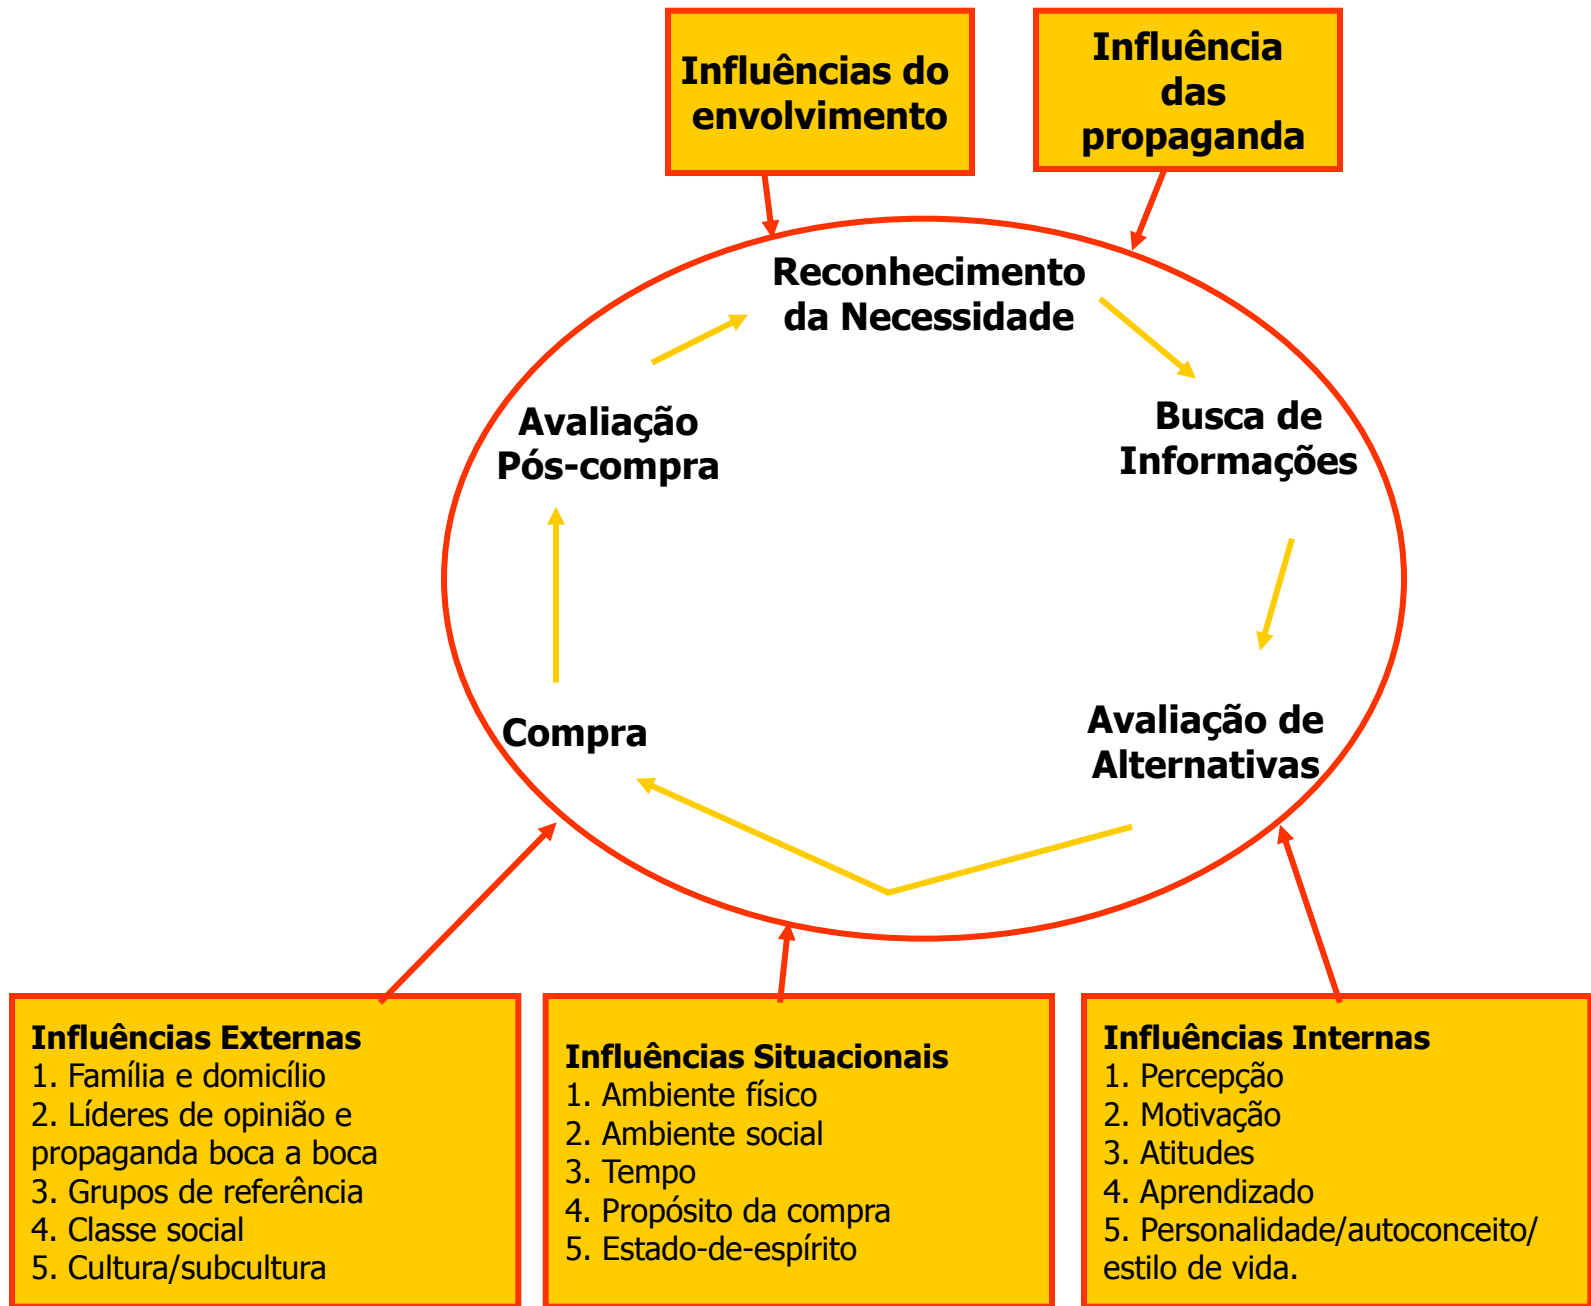 Influências do
envolvimento
Influência
das
propaganda
Reconhecimento
da Necessidade
Busca de
Informações
Avaliação de
Alternativas
Compra
Avaliação
Pós-compra
Influências Externas
1. Família e domicílio
2. Líderes de opinião e
propaganda boca a boca
3. Grupos de referência
4. Classe social
5. Cultura/subcultura
Influências Situacionais
1. Ambiente físico
2. Ambiente social
3. Tempo
4. Propósito da compra
5. Estado-de-espírito
Influências Internas
1. Percepção
2. Motivação
3. Atitudes
4. Aprendizado
5. Personalidade/autoconceito/
estilo de vida.